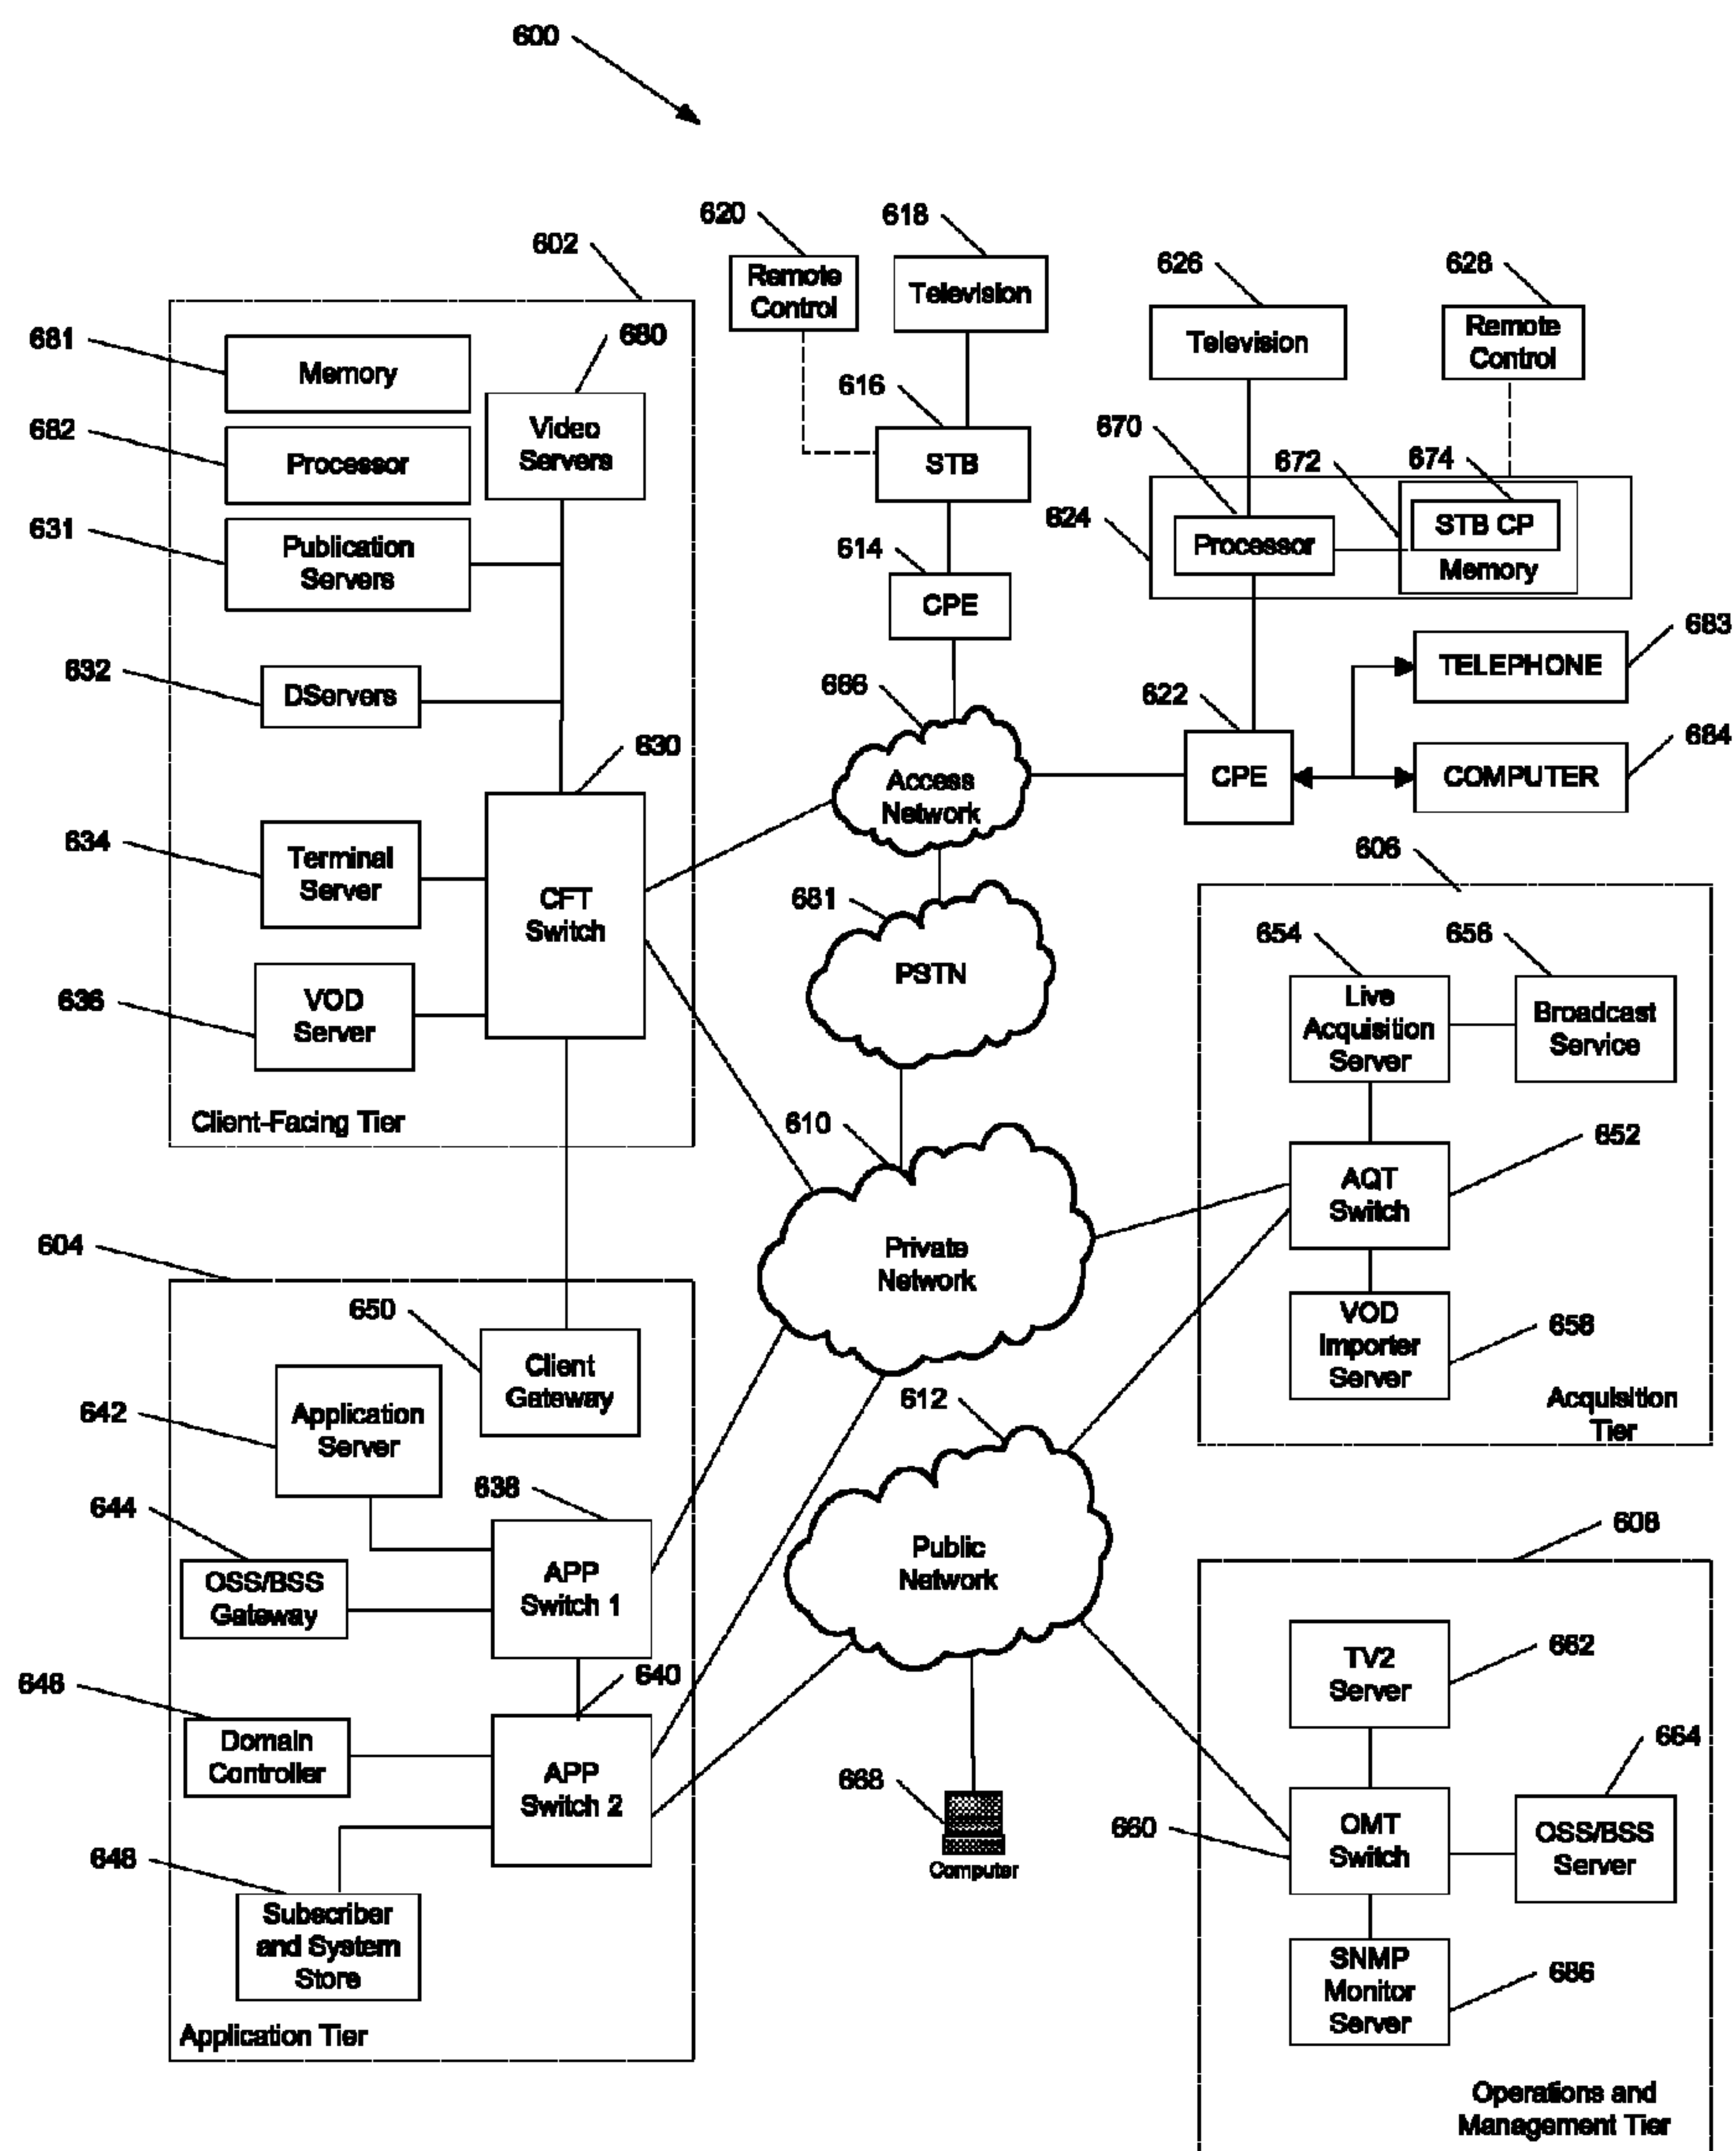 600
620
618
602
626
628
Remote
Control
Television
681
680
Television
Remote
Control
Memory
616
682
Video
Servers
670
672
674
Processor
STB
631
624
STB CP
Publication
Servers
614
Processor
Memory
CPE
683
632
TELEPHONE
DServers
666
622
630
684
Access
Network
CPE
COMPUTER
634
606
Terminal
Server
CFT
Switch
681
654
656
PSTN
636
VOD
Server
Live
Acquisition
Server
Broadcast
Service
Client-Facing Tier
610
652
AQT
Switch
604
Private
Network
650
VOD
Importer
Server
658
Client
Gateway
612
642
Application
Server
Acquisition
Tier
638
644
608
Public
Network
OSS/BSS
Gateway
APP
Switch 1
TV2
Server
662
646
640
664
Domain
Controller
APP
Switch 2
668
660
OMT
Switch
OSS/BSS
Server
648
Computer
Subscriber
and System
Store
SNMP
Monitor
Server
686
Application Tier
Operations and
Management Tier